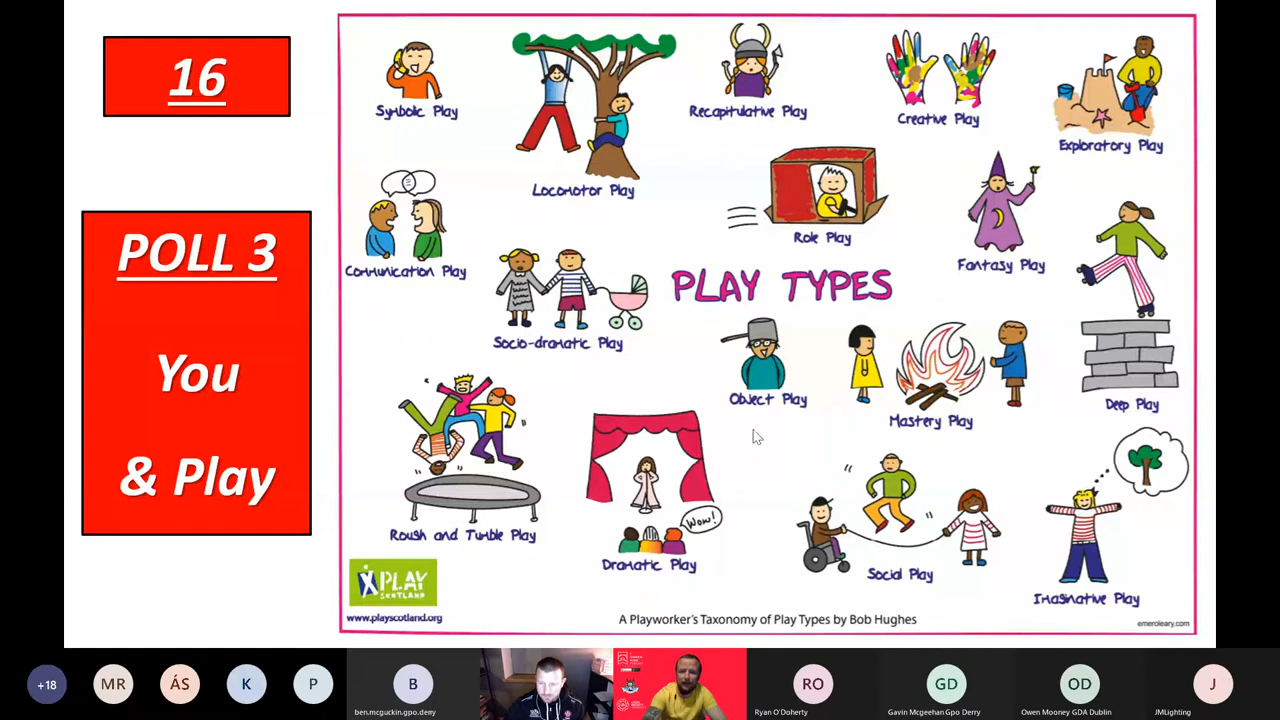 16
POLL 3
You
& Play
Symbolic Play
Locomotor Play
Recapitulative Play
Creative Play
Exploratory Play
Communication Play
Role Play
Fantasy Play
Socio-dramatic Play
PLAY TYPES
Object Play
Mastery Play
Deep Play
Rough and Tumble Play
Wow!
Dramatic Play
Social Play
Imaginative Play
PLAY
SCOTLAND
www.playscotland.org
A Playworker's Taxonomy of Play Types by Bob Hughes
emeroleary.com
+18
MR
ÁS
K
P
B
ben.mcguckin.gpo.derry
RO
Ryan O'Doherty
GD
Gavin Mcgeehan Gpo Derry
OD
Owen Mooney GDA Dublin
J
JMLighting